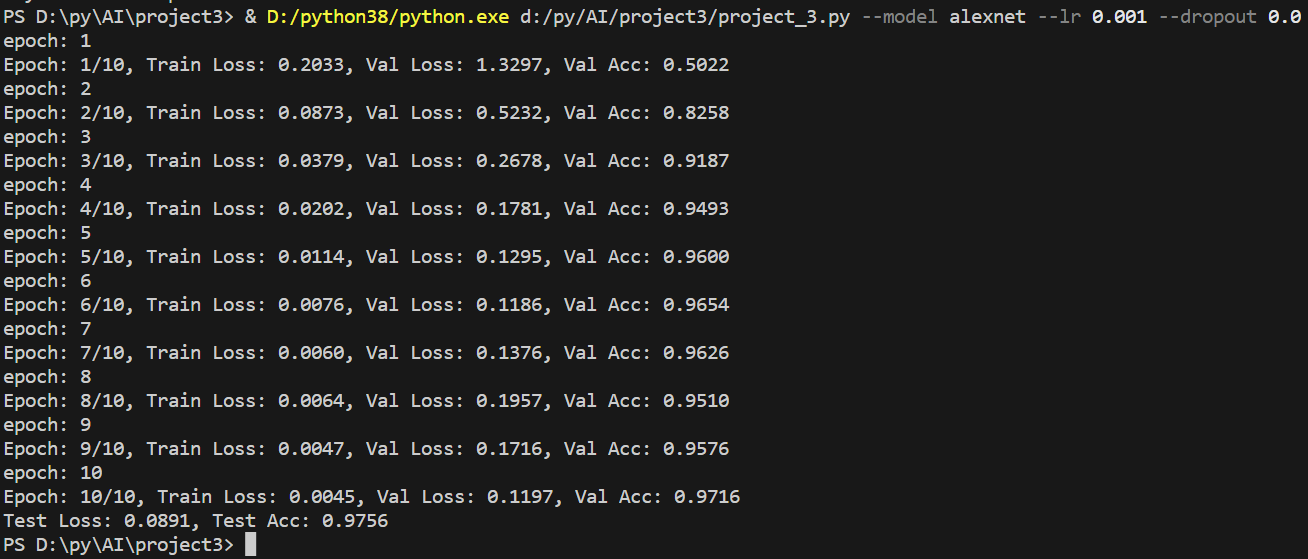 PS D:\py\AI\project3> & D:/python38/python.exe d:/py/AI/project3/project_3.py --model alexnet --lr 0.001 --dropout 0.0
epoch: 1
Epoch: 1/10, Train Loss: 0.2033, Val Loss: 1.3297, Val Acc: 0.5022
epoch: 2
Epoch: 2/10, Train Loss: 0.0873, Val Loss: 0.5232, Val Acc: 0.8258
epoch: 3
Epoch: 3/10, Train Loss: 0.0379, Val Loss: 0.2678, Val Acc: 0.9187
epoch: 4
Epoch: 4/10, Train Loss: 0.0202, Val Loss: 0.1781, Val Acc: 0.9493
epoch: 5
Epoch: 5/10, Train Loss: 0.0114, Val Loss: 0.1295, Val Acc: 0.9600
epoch: 6
Epoch: 6/10, Train Loss: 0.0076, Val Loss: 0.1186, Val Acc: 0.9654
epoch: 7
Epoch: 7/10, Train Loss: 0.0060, Val Loss: 0.1376, Val Acc: 0.9626
epoch: 8
Epoch: 8/10, Train Loss: 0.0064, Val Loss: 0.1957, Val Acc: 0.9510
epoch: 9
Epoch: 9/10, Train Loss: 0.0047, Val Loss: 0.1716, Val Acc: 0.9576
epoch: 10
Epoch: 10/10, Train Loss: 0.0045, Val Loss: 0.1197, Val Acc: 0.9716
Test Loss: 0.0891, Test Acc: 0.9756
PS D:\py\AI\project3>